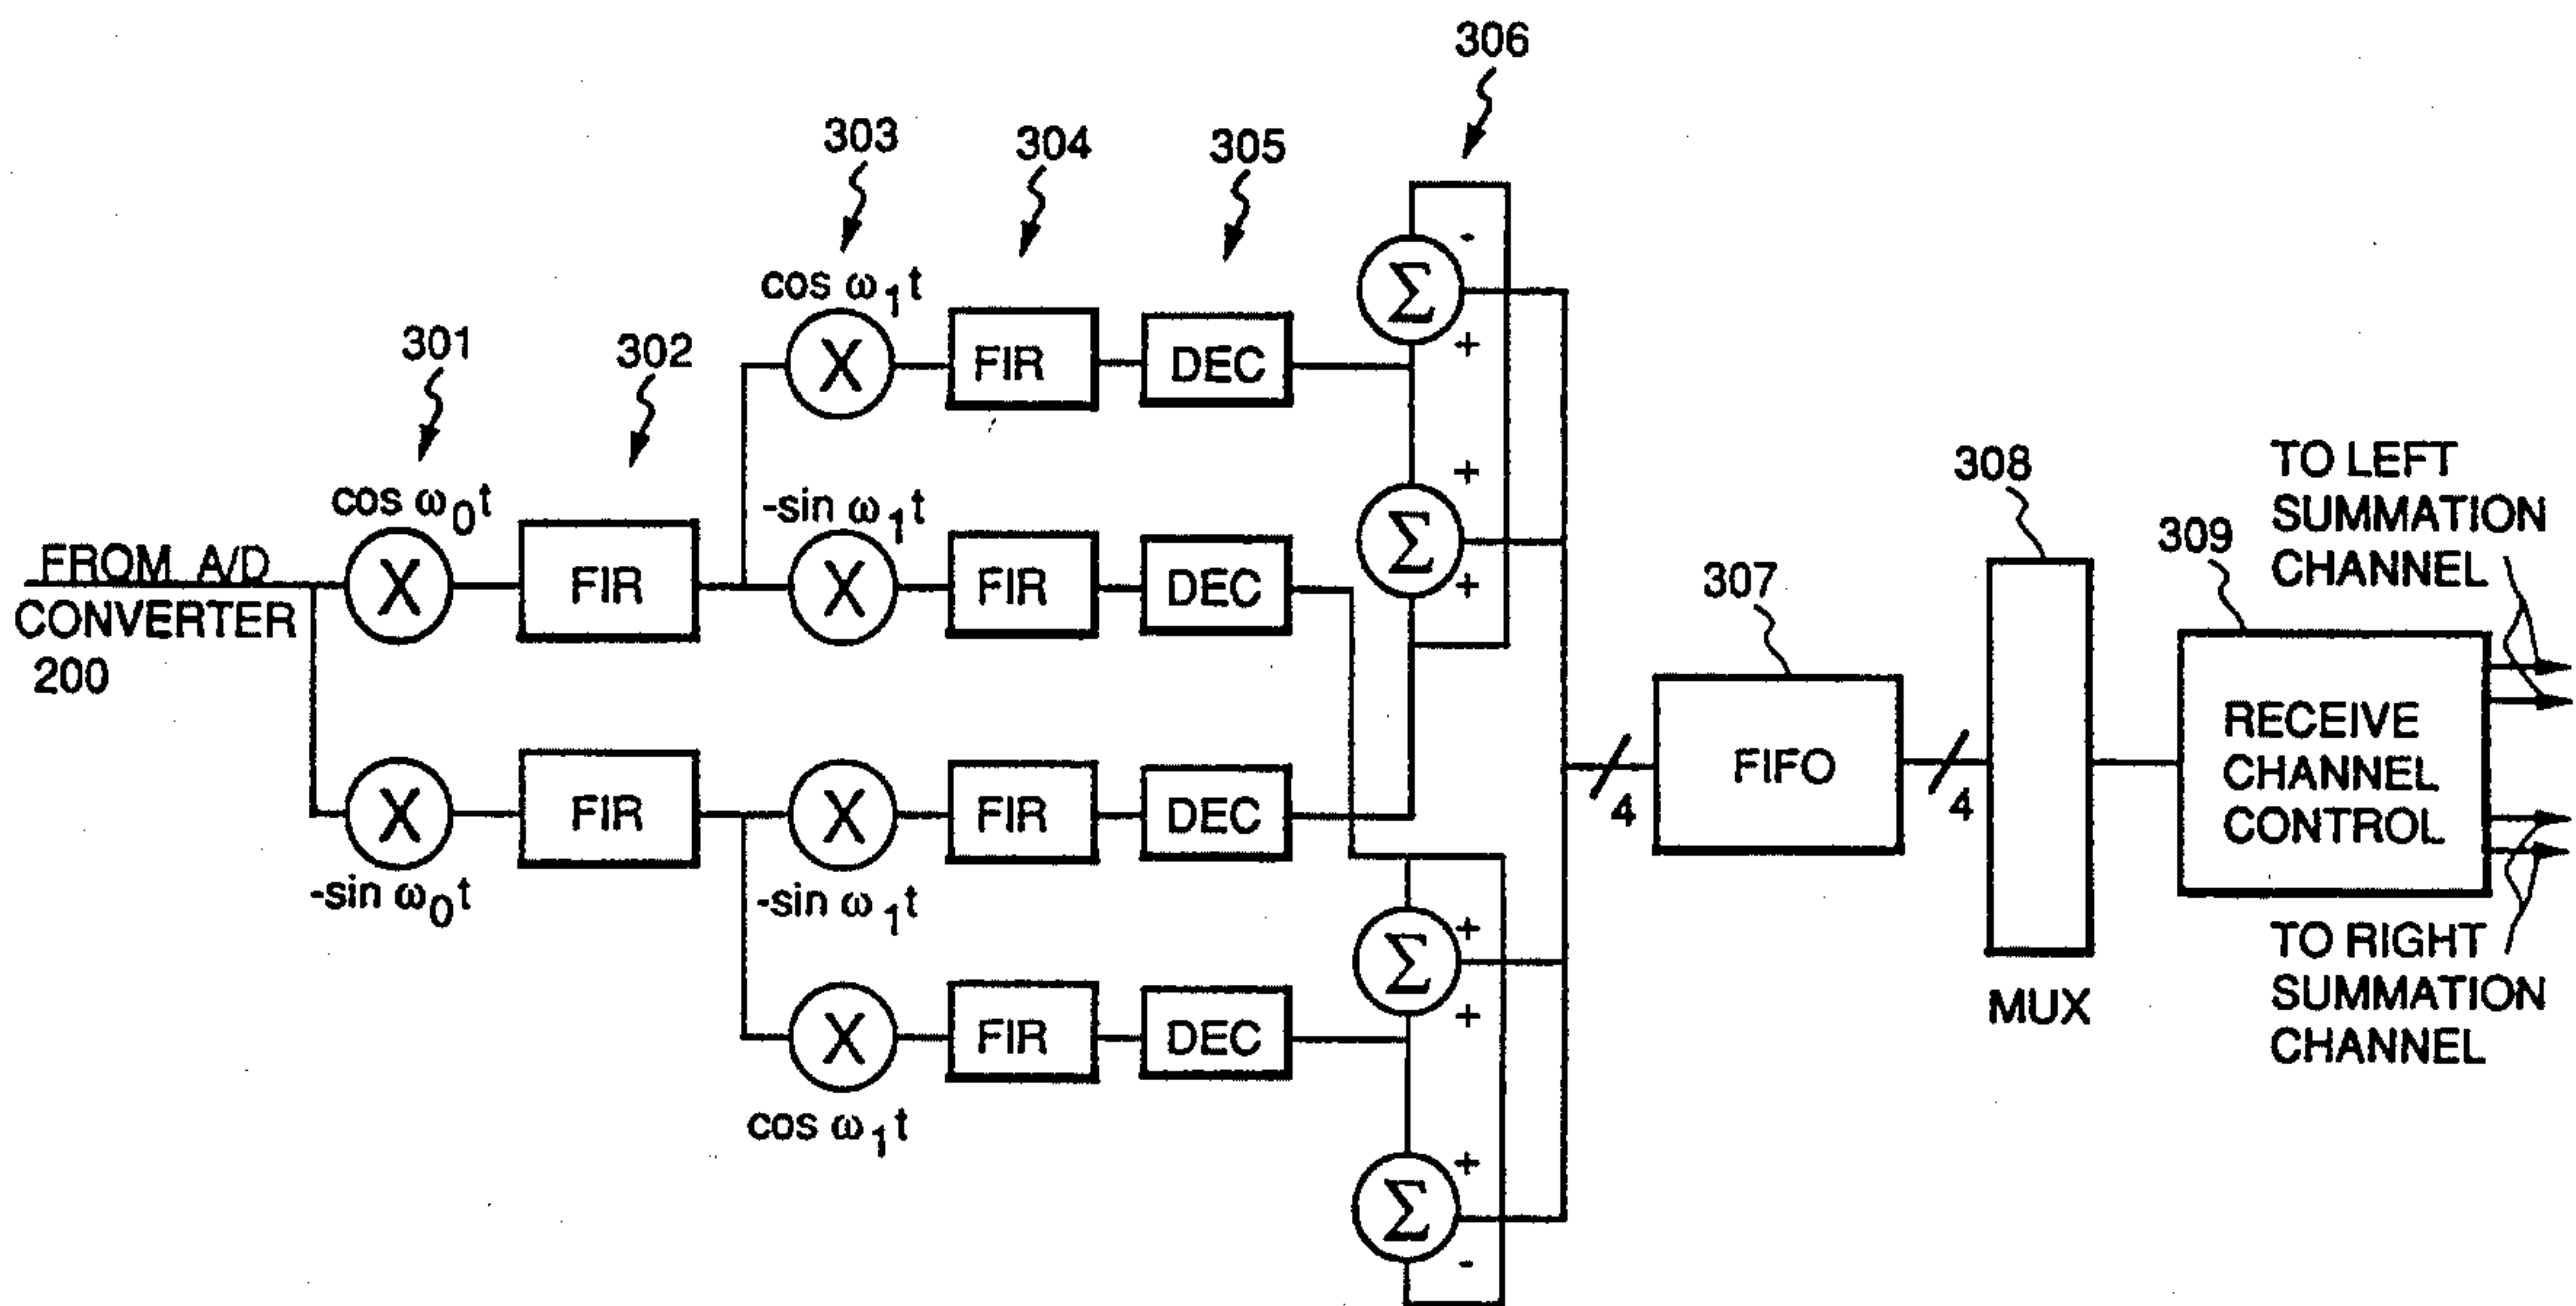 306
303
304
305
cos ω₁t
301
302
FIR
DEC
Σ
-
+
cos ω₀t
-sin ω₁t
+
Σ
+
308
TO LEFT
SUMMATION
CHANNEL
309
FROM A/D
CONVERTER
200
X
X
FIR
X
FIR
DEC
307
RECEIVE
CHANNEL
CONTROL
FIFO
4
4
X
FIR
X
FIR
DEC
-sin ω₀t
-sin ω₁t
Σ
+
+
TO RIGHT
SUMMATION
CHANNEL
MUX
X
FIR
DEC
cos ω₁t
+
Σ
-